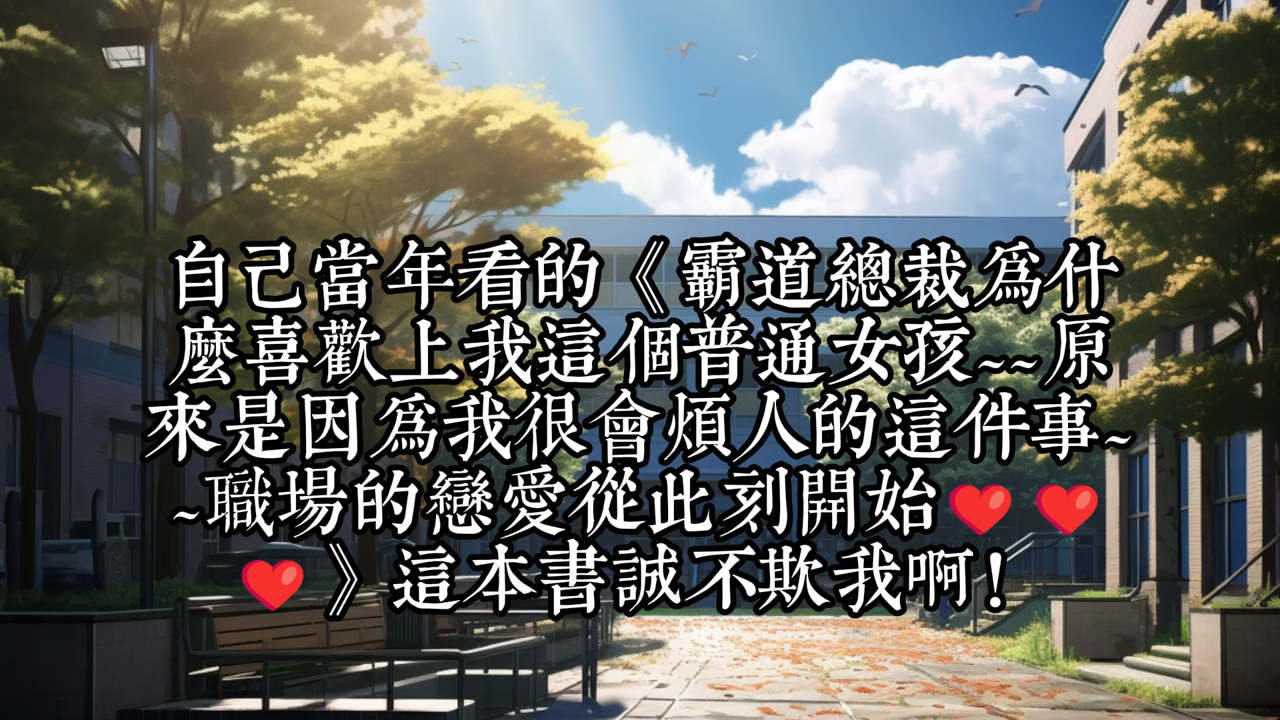 自己當年看的《霸道總裁爲什
麼喜歡上我這個普通女孩~~原
來是因爲我很會煩人的這件事~
~職場的戀愛從此刻開始❤️❤️
❤️》這本書誠不欺我啊!